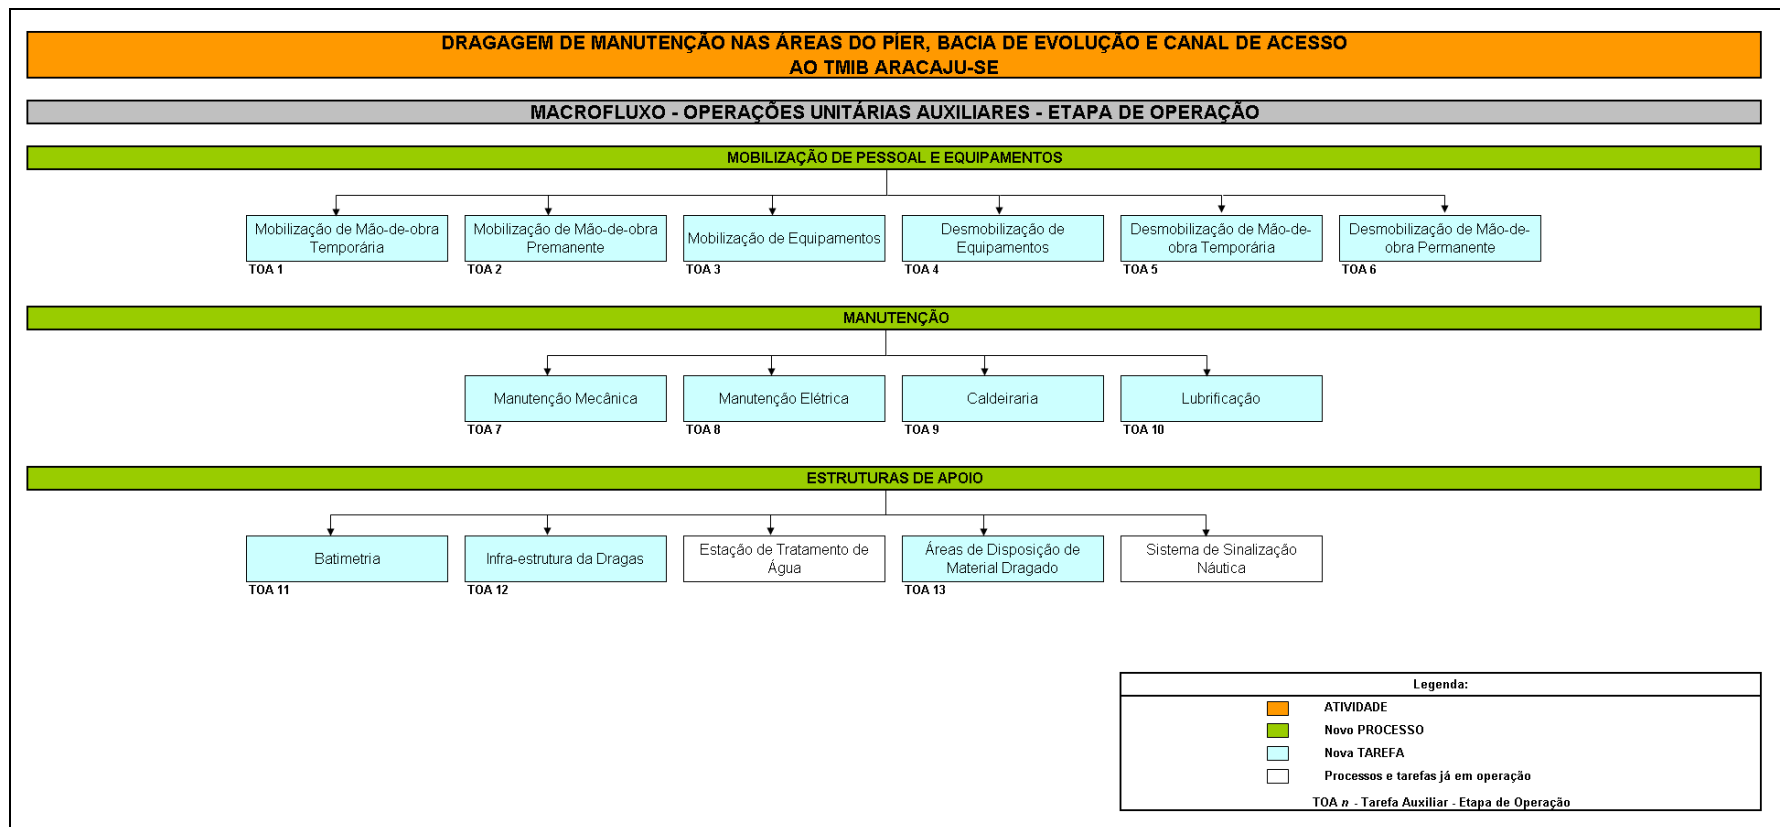 DRAGAGEM DE MANUTENÇÃO NAS ÁREAS DO PÍER, BACIA DE EVOLUÇÃO E CANAL DE ACESSO
AO TMIB ARACAJU-SE
MACROFLUXO - OPERAÇÕES UNITÁRIAS AUXILIARES - ETAPA DE OPERAÇÃO
MOBILIZAÇÃO DE PESSOAL E EQUIPAMENTOS
Mobilização de Mão-de-obra
Temporária
TOA 1
Mobilização de Mão-de-obra
Premanente
TOA 2
Mobilização de Equipamentos
TOA 3
Desmobilização de
Equipamentos
TOA 4
Desmobilização de Mão-de-
obra Temporária
TOA 5
Desmobilização de Mão-de-
obra Permanente
TOA 6
MANUTENÇÃO
Manutenção Mecânica
TOA 7
Manutenção Elétrica
TOA 8
Caldeiraria
TOA 9
Lubrificação
TOA 10
ESTRUTURAS DE APOIO
Batimetria
TOA 11
Infra-estrutura da Dragas
TOA 12
Estação de Tratamento de
Água
Áreas de Disposição de
Material Dragado
TOA 13
Sistema de Sinalização
Náutica
Legenda:
ATIVIDADE
Novo PROCESSO
Nova TAREFA
Processos e tarefas já em operação
TOA n - Tarefa Auxiliar - Etapa de Operação